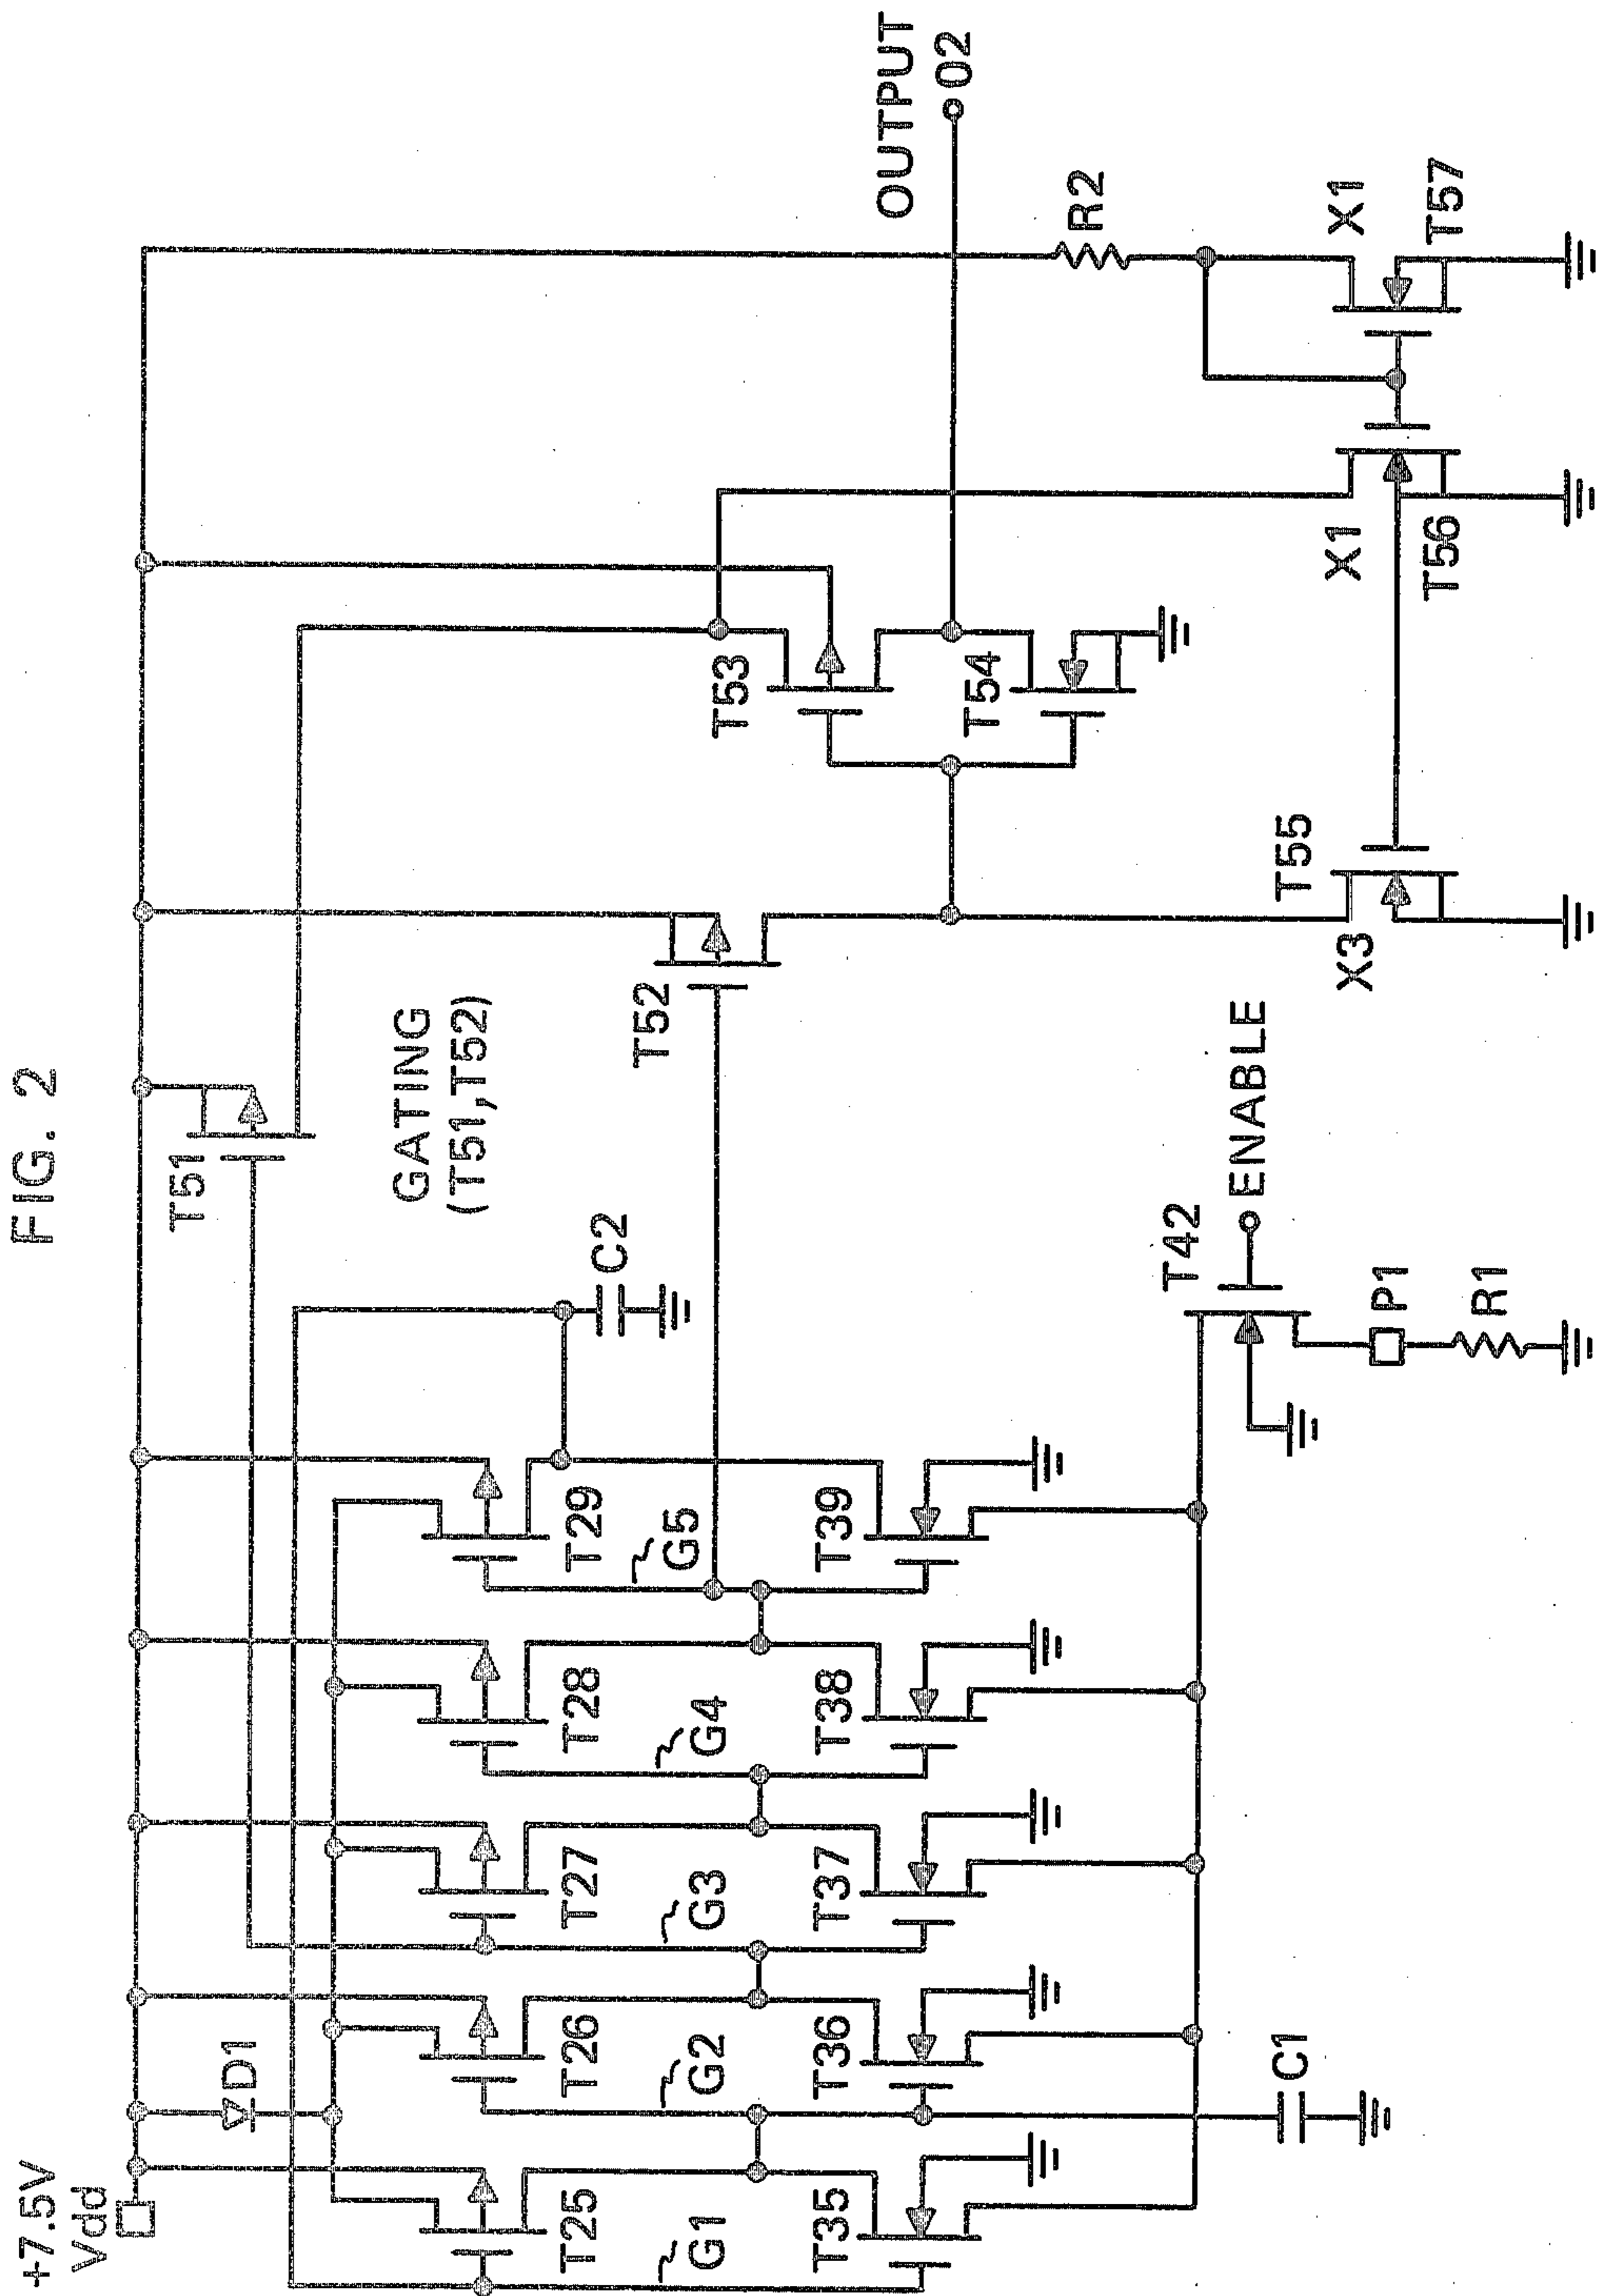 FIG. 2
+7.5V
Vdd
D1
T51
GATING
(T51,T52)
C2
T25
T26
T27
T28
T29
G1
G2
G3
G4
G5
T35
T36
T37
T38
T39
C1
T42
ENABLE
P1
R1
T52
T53
T54
OUTPUT
02
R2
X3
T55
X1
T56
X1
T57